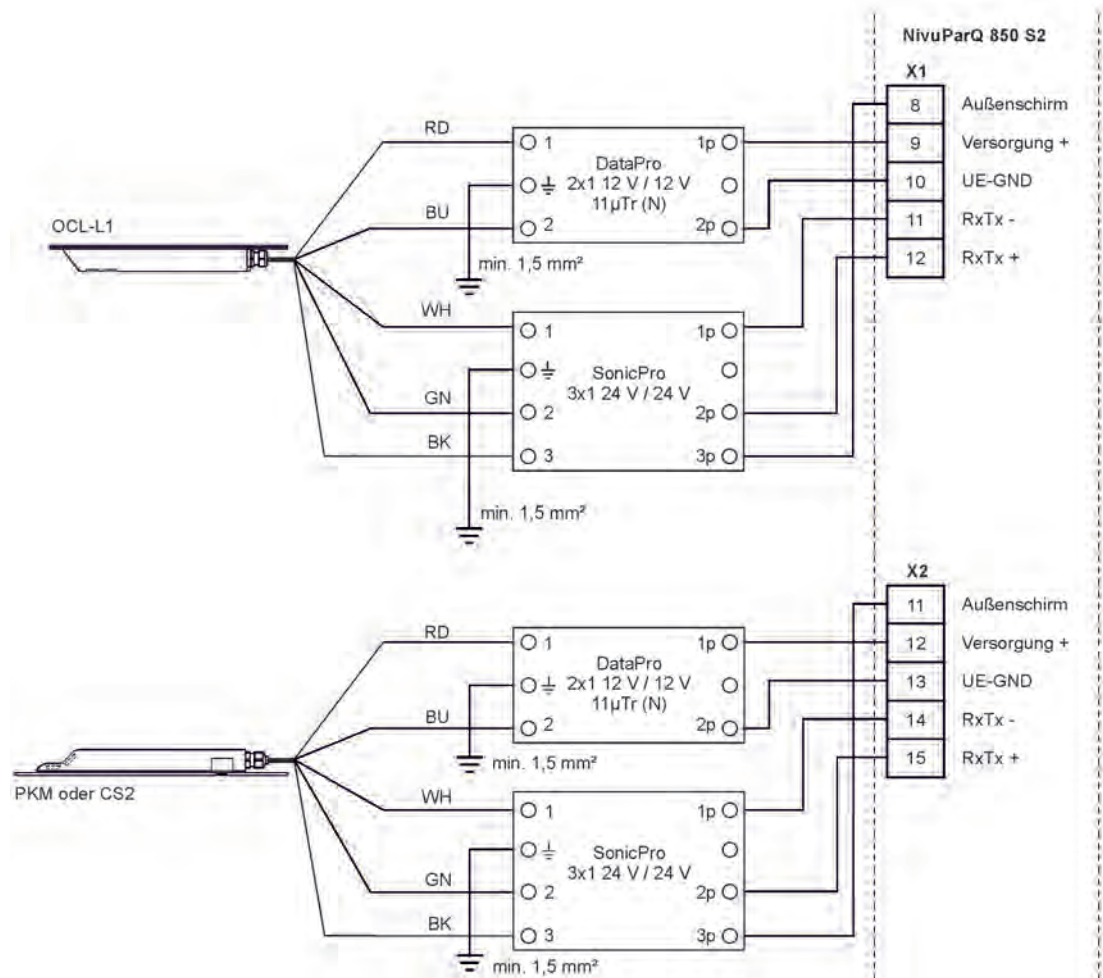 NivuParQ 850 S2
X1
8 Außenschirm
9 Versorgung +
10 UE-GND
11 RxTx -
12 RxTx +
OCL-L1
RD
BU
WH
GN
BK
1 1p
DataPro
2x1 12 V / 12 V
11µTr (N)
2 2p
min. 1,5 mm²
1 1p
SonicPro
3x1 24 V / 24 V
2 2p
3 3p
min. 1,5 mm²
X2
11 Außenschirm
12 Versorgung +
13 UE-GND
14 RxTx -
15 RxTx +
PKM oder CS2
RD
BU
WH
GN
BK
1 1p
DataPro
2x1 12 V / 12 V
11µTr (N)
2 2p
min. 1,5 mm²
1 1p
SonicPro
3x1 24 V / 24 V
2 2p
3 3p
min. 1,5 mm²